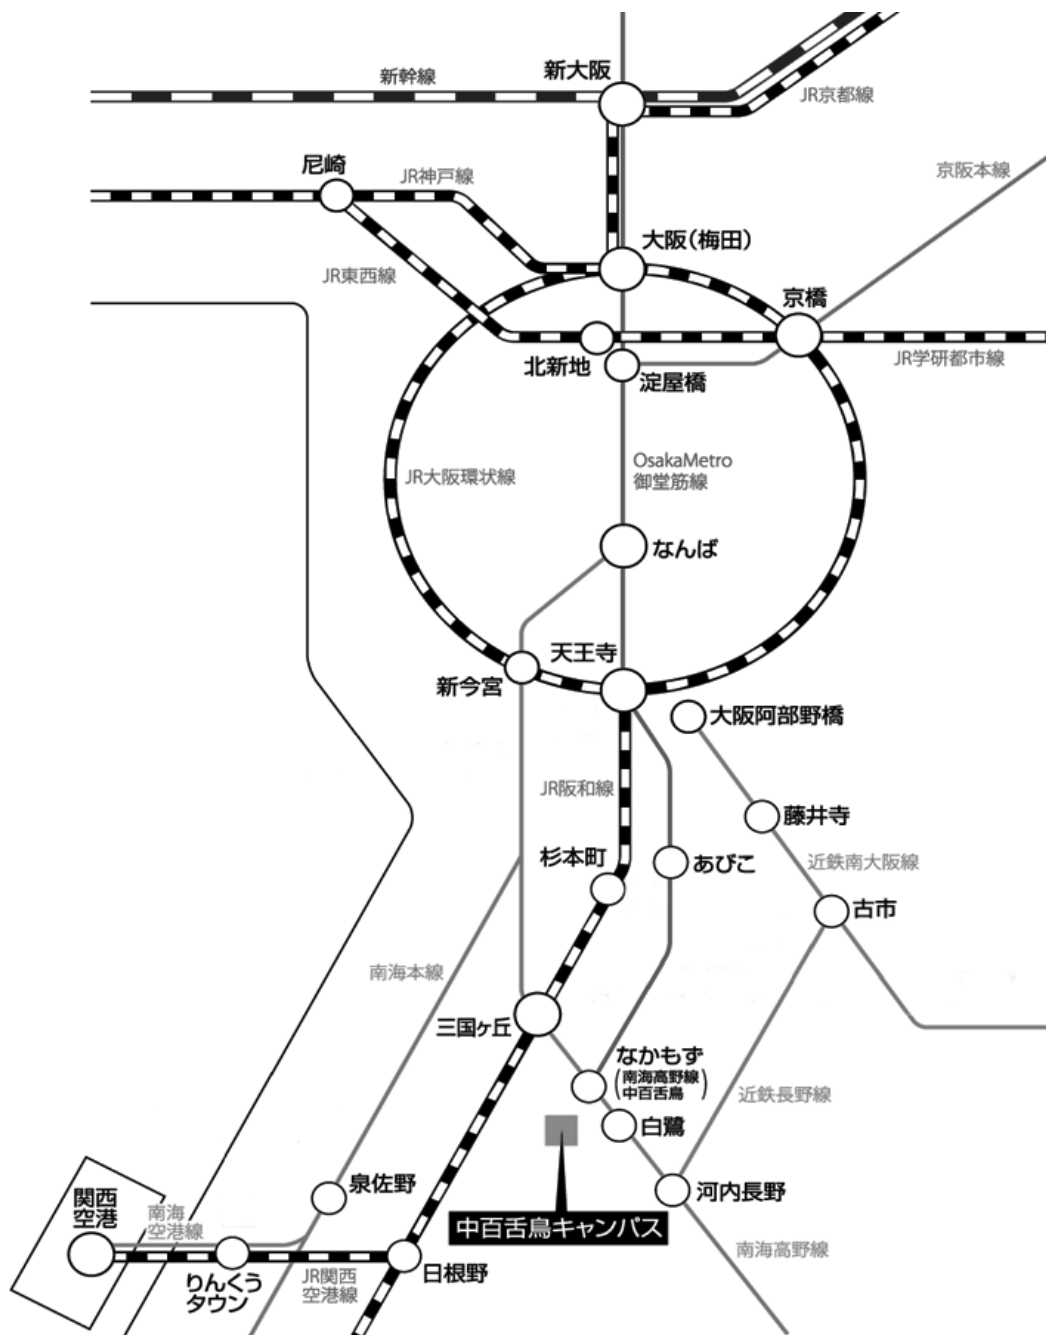 新大阪
新幹線
JR京都線
尼崎
JR神戸線
京阪本線
大阪（梅田）
JR東西線
京橋
北新地
淀屋橋
JR学研都市線
OsakaMetro
御堂筋線
JR大阪環状線
なんば
天王寺
新今宮
大阪阿部野橋
JR阪和線
藤井寺
杉本町
あびこ
近鉄南大阪線
古市
南海本線
三国ヶ丘
なかもず
（南海高野線
中百舌鳥）
近鉄長野線
白鷺
泉佐野
河内長野
関西
空港
南海
空港線
中百舌鳥キャンパス
南海高野線
りんくう
タウン
JR関西
空港線
日根野